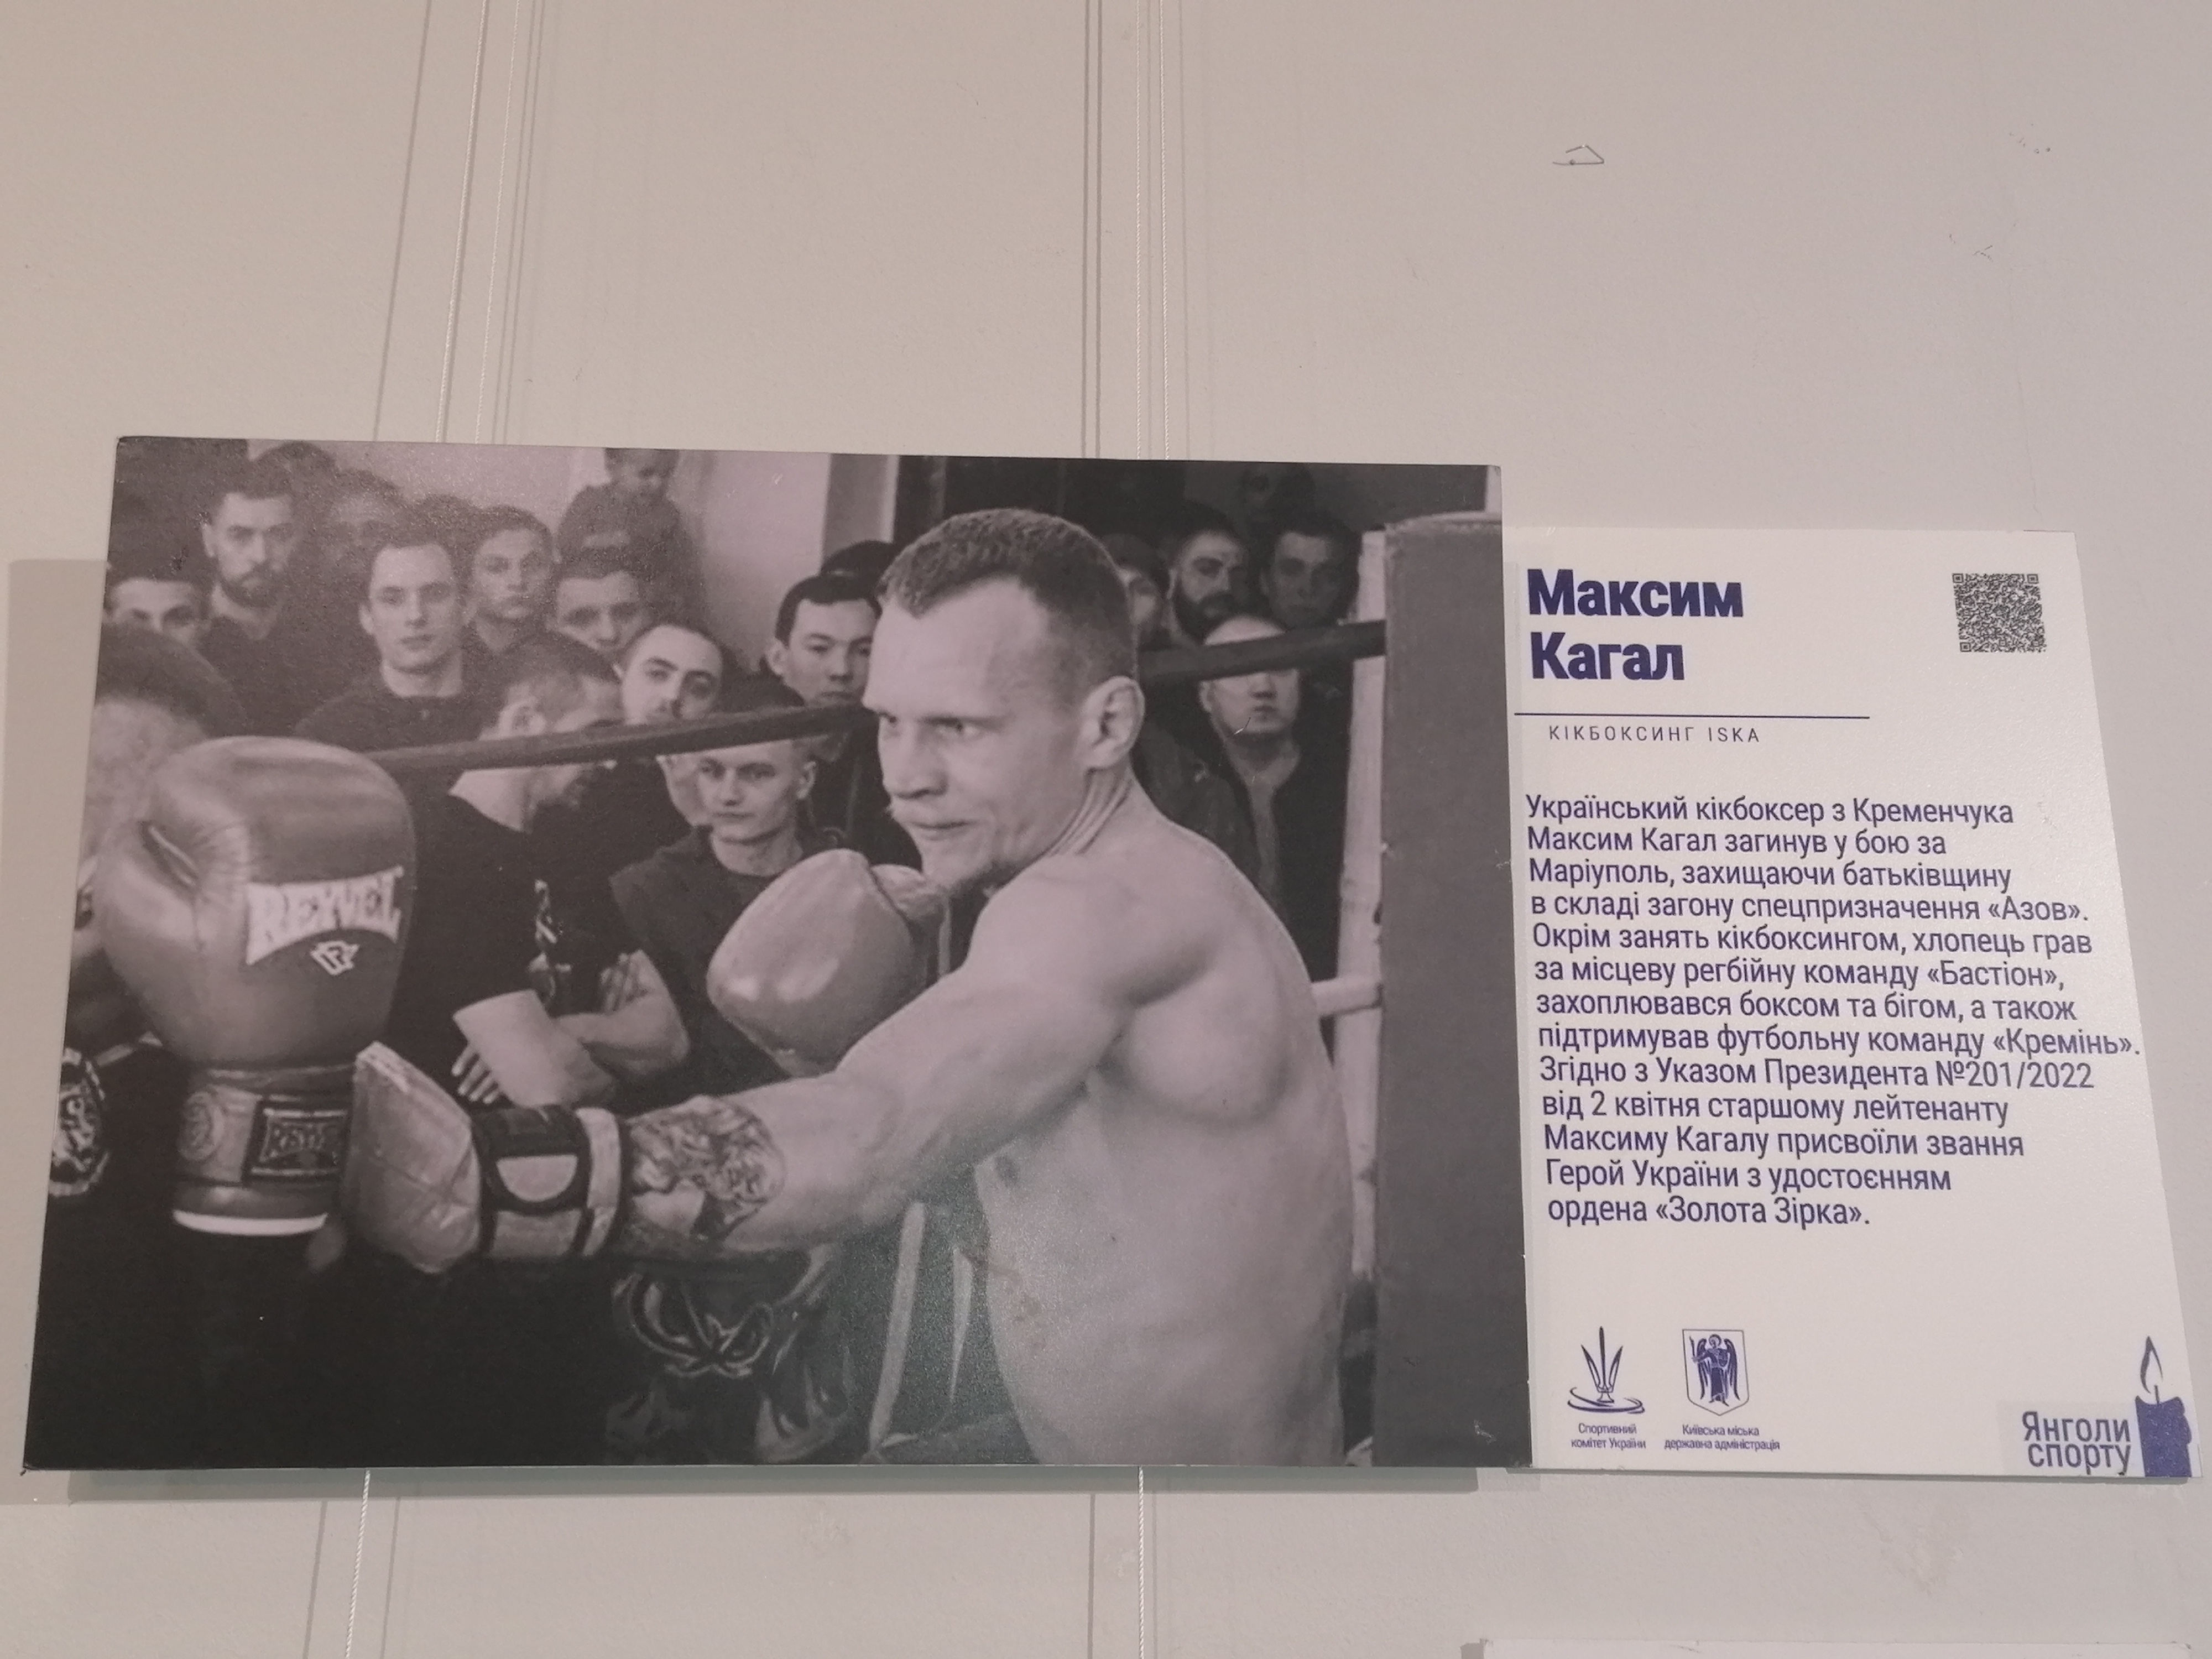 REYVEL
REYVEL
Максим
Кагал
КІКБОКСИНГ ISKA
Український кікбоксер з Кременчука
Максим Кагал загинув у бою за
Маріуполь, захищаючи батьківщину
в складі загону спецпризначення «Азов».
Окрім занять кікбоксингом, хлопець грав
за місцеву регбійну команду «Бастіон»,
захоплювався боксом та бігом, а також
підтримував футбольну команду «Кремінь».
Згідно з Указом Президента №201/2022
від 2 квітня старшому лейтенанту
Максиму Кагалу присвоїли звання
Герой України з удостоєнням
ордена «Золота Зірка».
Спортивний
комітет України
Київська міська
державна адміністрація
Янголи
спорту